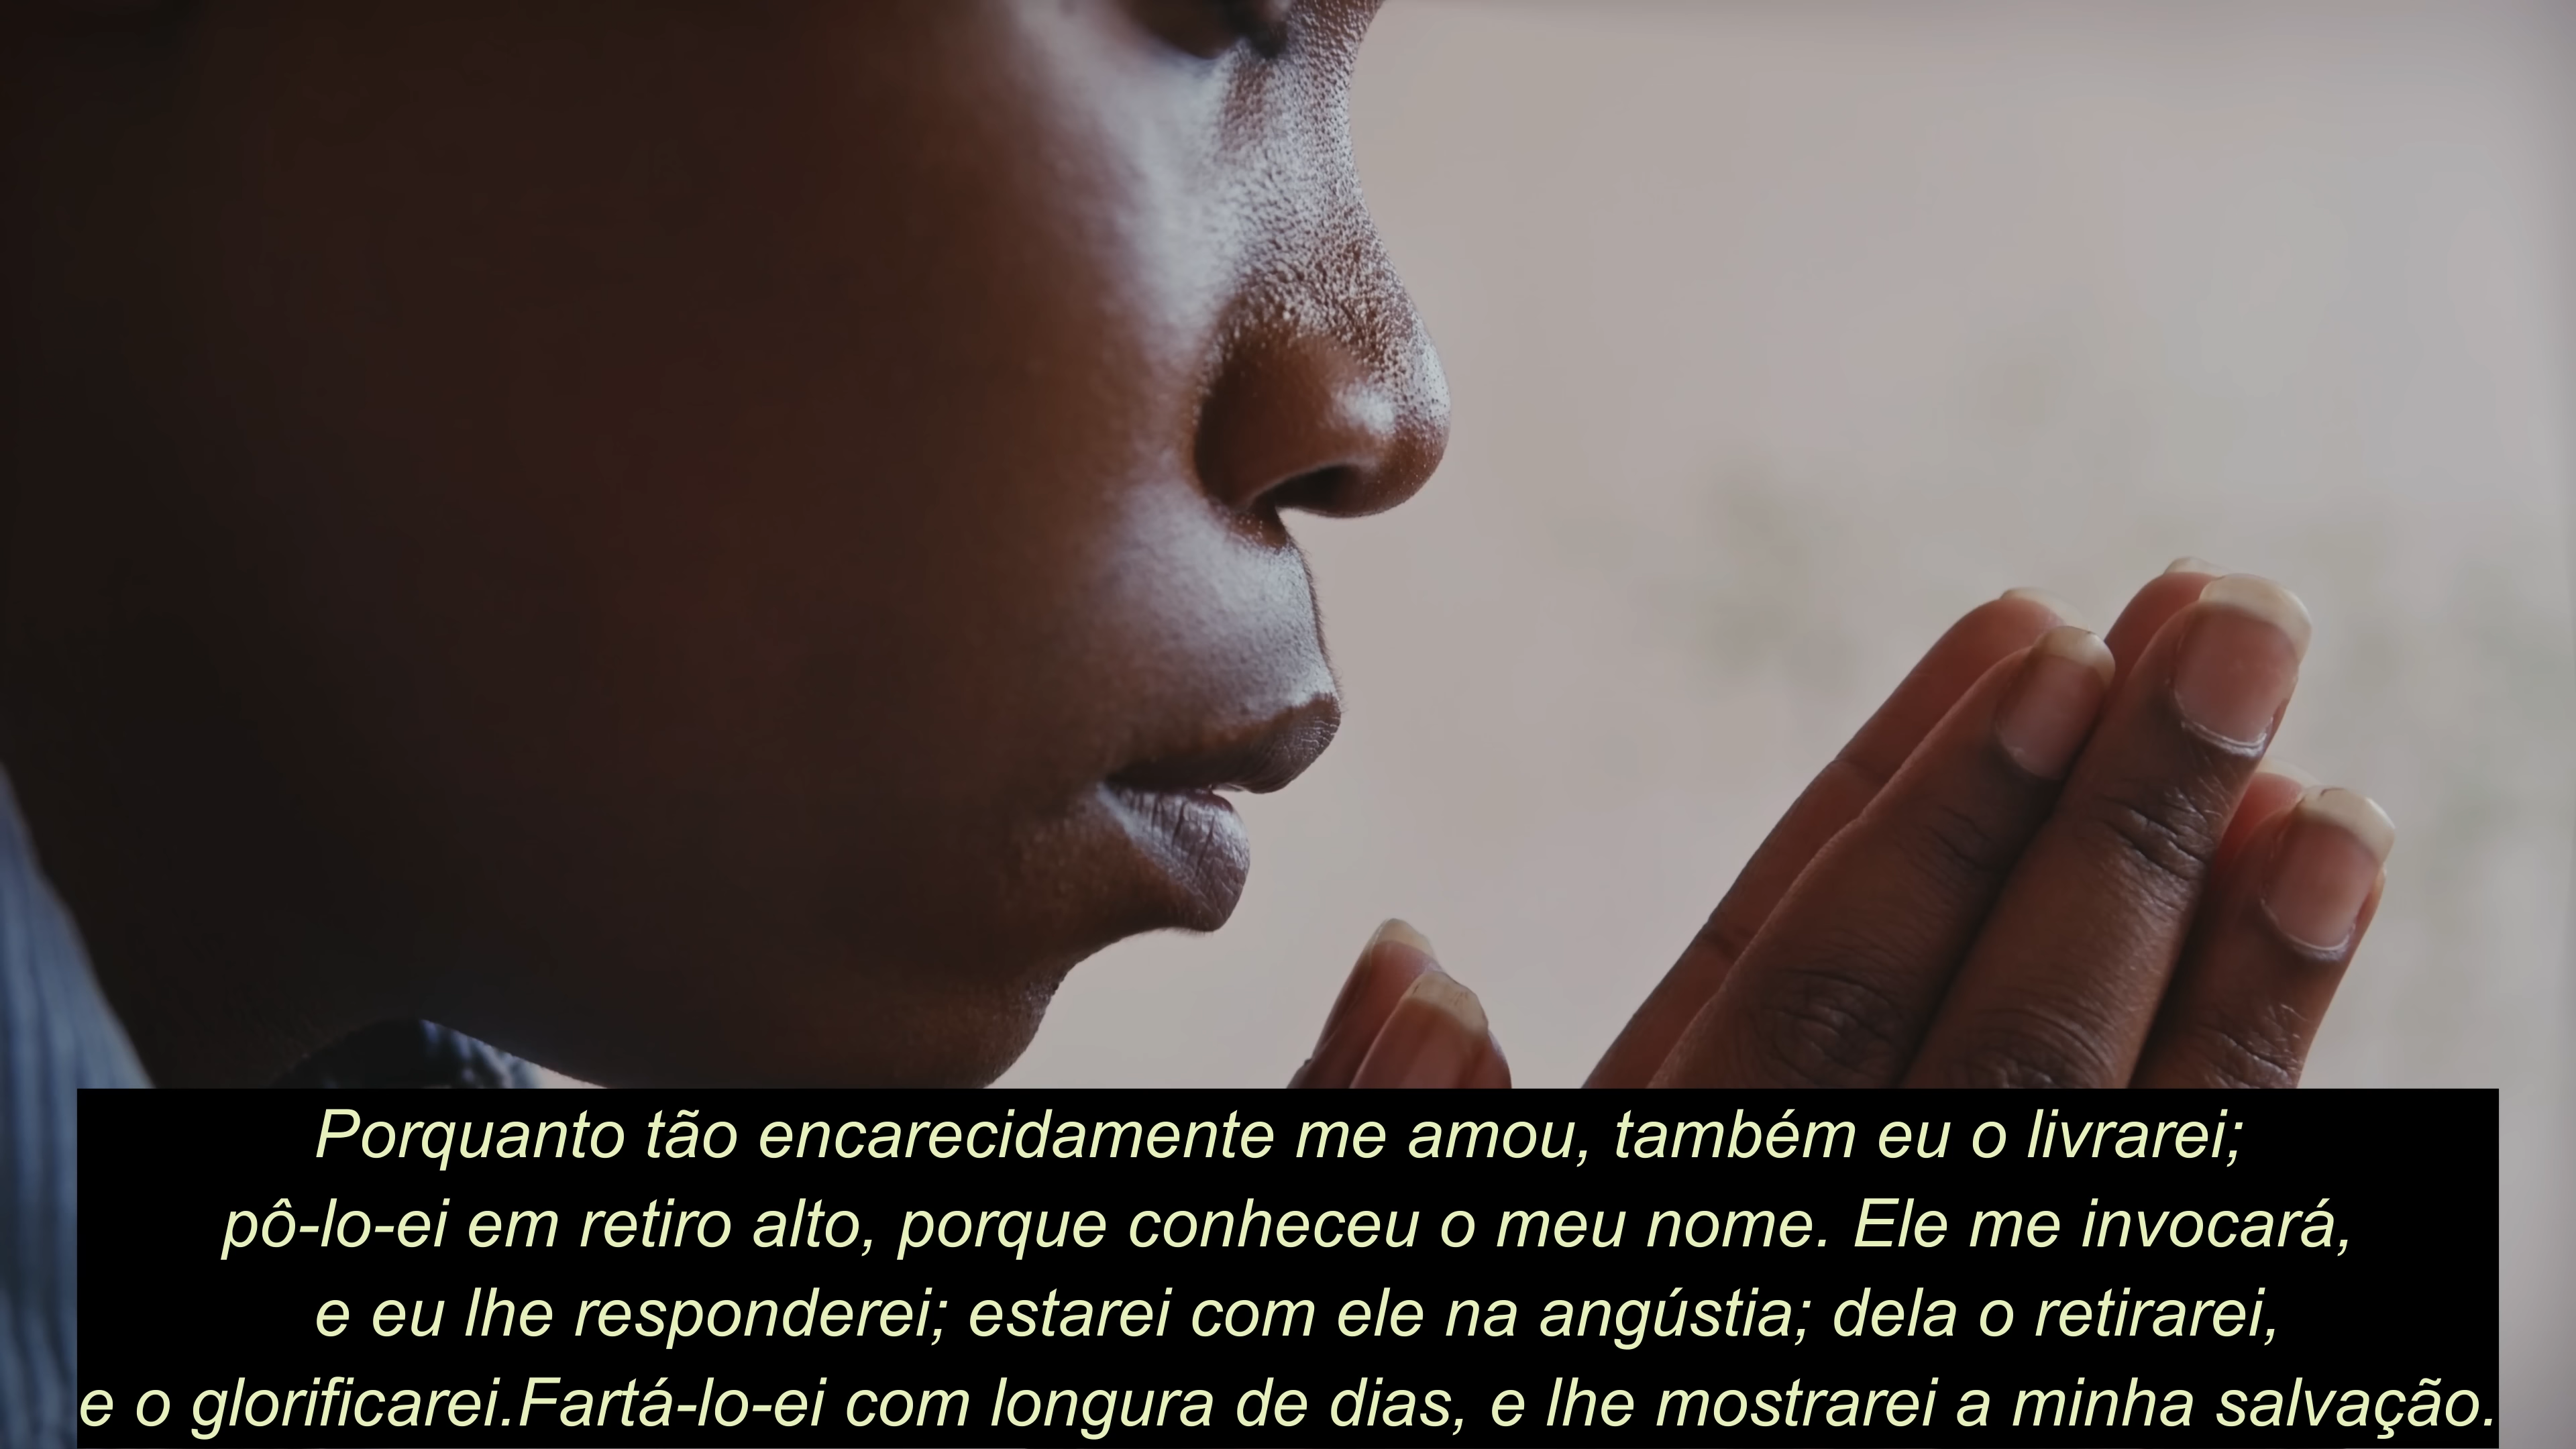 Porquanto tão encarecidamente me amou, também eu o livrarei;
pô-lo-ei em retiro alto, porque conheceu o meu nome. Ele me invocará,
e eu lhe responderei; estarei com ele na angústia; dela o retirarei,
e o glorificarei.Fartá-lo-ei com longura de dias, e lhe mostrarei a minha salvação.